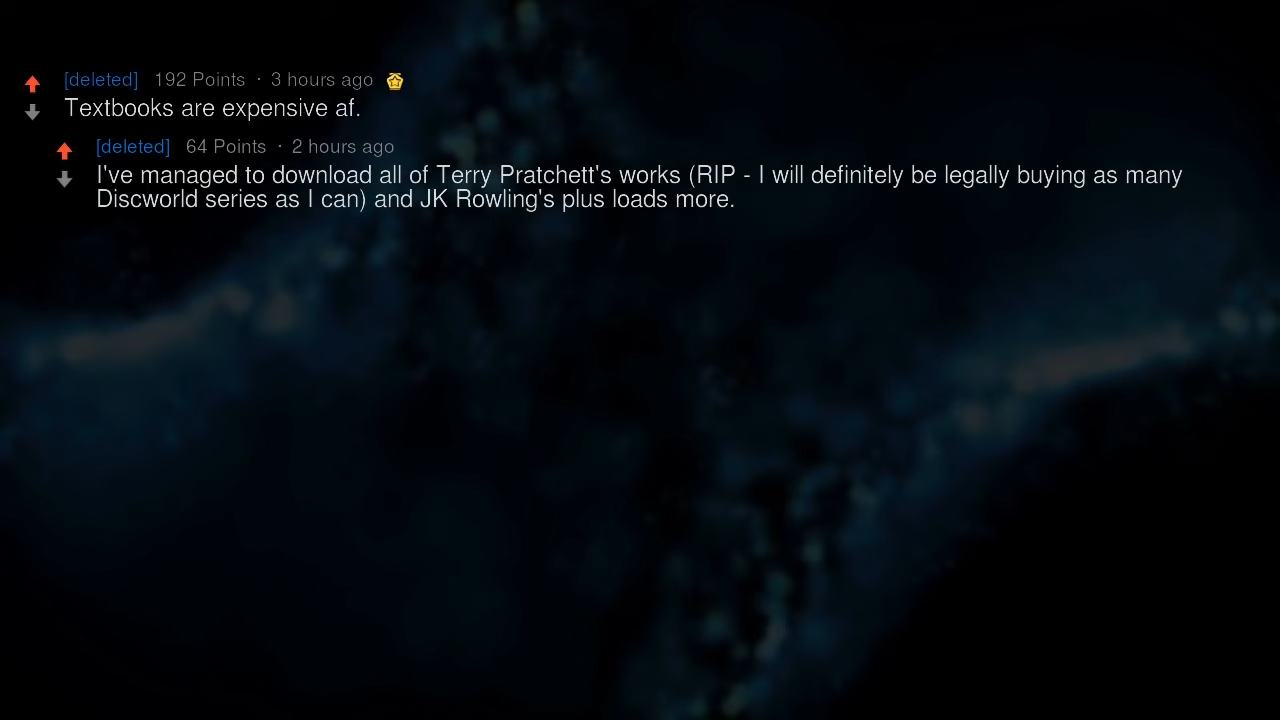 [deleted] 192 Points · 3 hours ago
Textbooks are expensive af.
[deleted] 64 Points · 2 hours ago
I've managed to download all of Terry Pratchett's works (RIP - I will definitely be legally buying as many
Discworld series as I can) and JK Rowling's plus loads more.